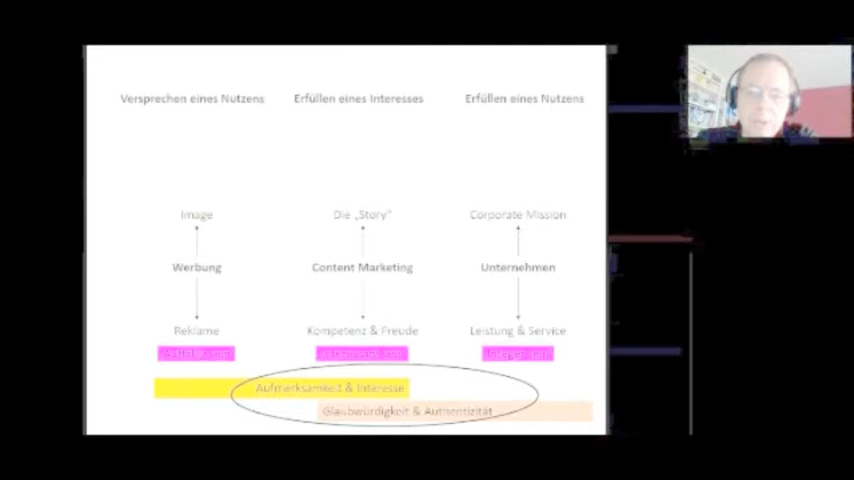 Versprechen eines Nutzens Erfüllen eines Interesses Erfüllen eines Nutzens
Image Die „Story“ Corporate Mission
Werbung Content Marketing Unternehmen
Reklame Kompetenz & Freude Leistung & Service
Aufmerksamkeit & Interesse
Glaubwürdigkeit & Authentizität